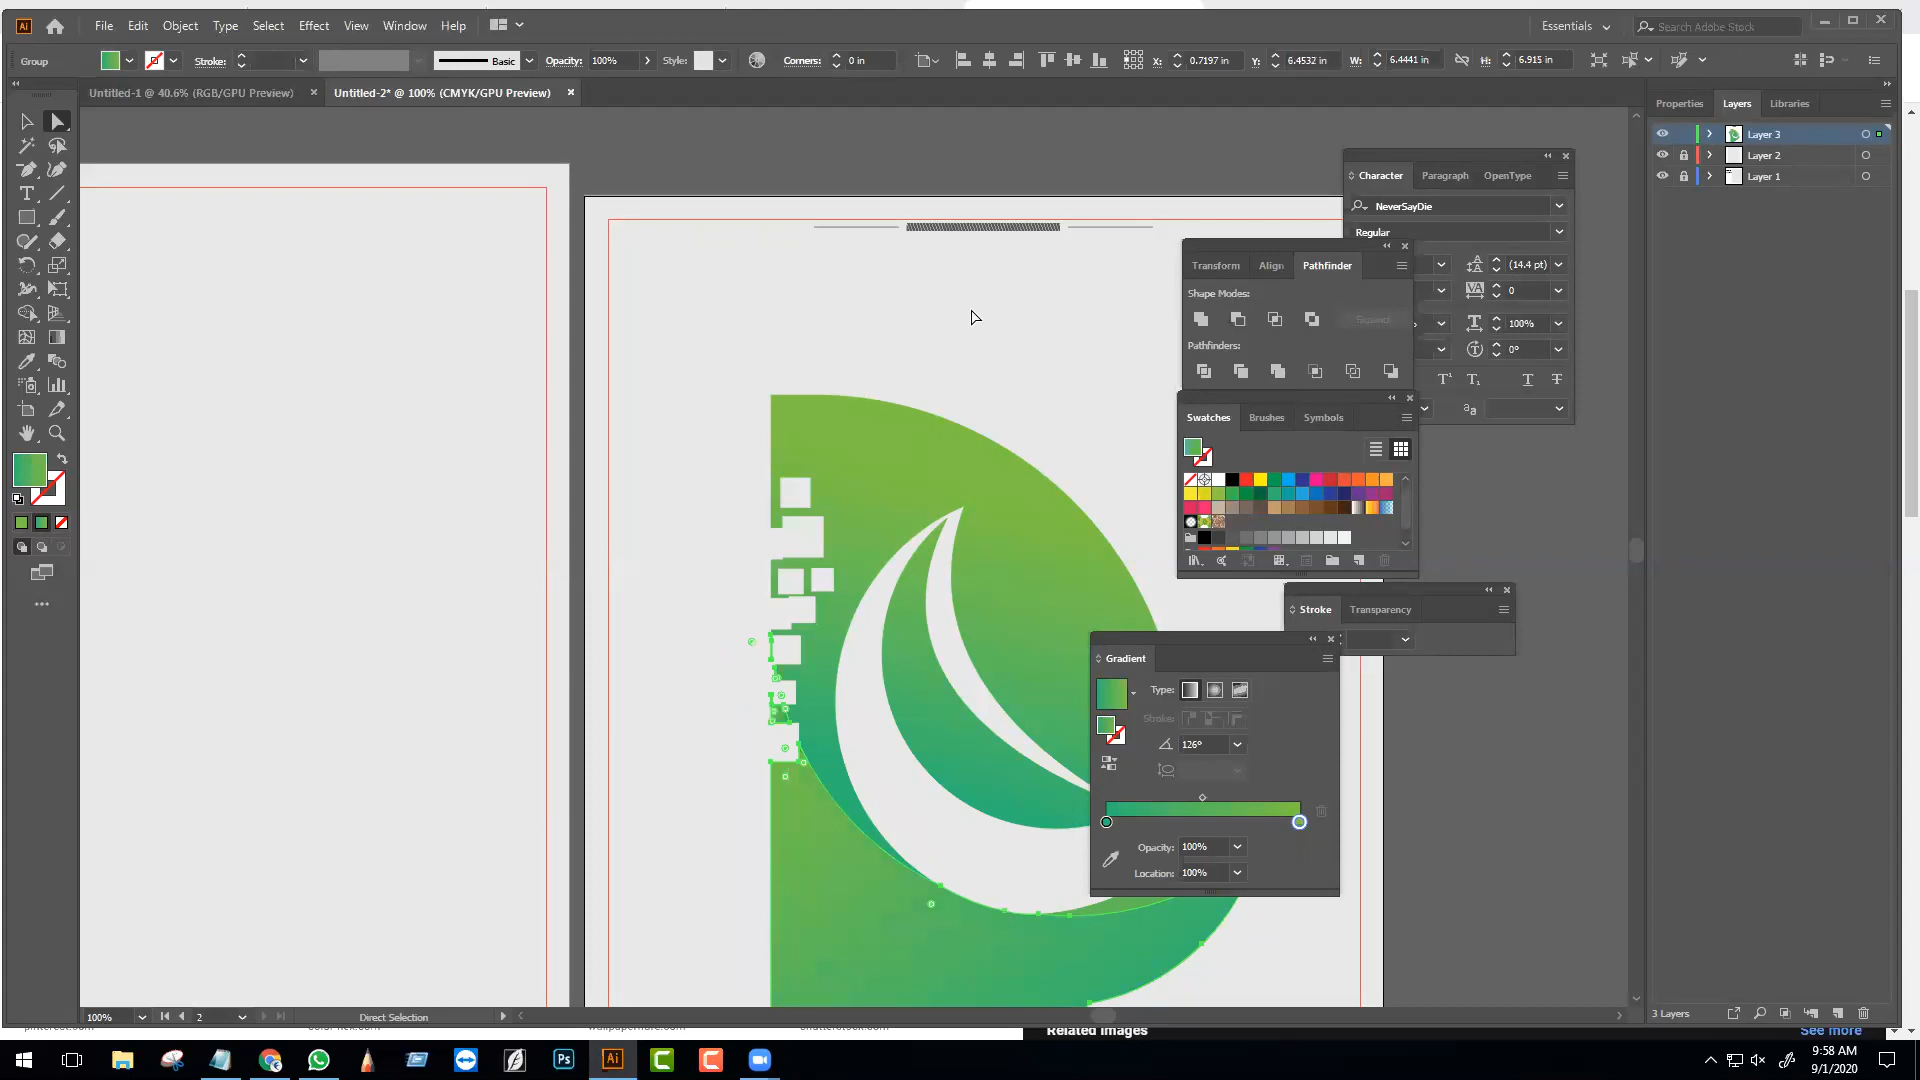 Ai File Edit Object Type Select Effect View Window Help Essentials Search Adobe Stock
Group Stroke: Basic Opacity: 100% Style: Corners: 0 in X: 0.7197 in Y: 6.4532 in W: 6.4441 in H: 6.915 in
Untitled-1 @ 40.6% (RGB/GPU Preview) × Untitled-2* @ 100% (CMYK/GPU Preview) ×
Properties Layers Libraries
Layer 3
Layer 2
Layer 1
Character Paragraph OpenType
NeverSayDie
Regular
(14.4 pt)
VA 0
100%
0°
Transform Align Pathfinder
Shape Modes:
Expand
Pathfinders:
Swatches Brushes Symbols
Stroke Transparency
Gradient
Type:
Stroke:
126°
Opacity: 100%
Location: 100%
100% 2 Direct Selection
3 Layers
Related images See more
Ps Ai C C
9:58 AM
9/1/2020